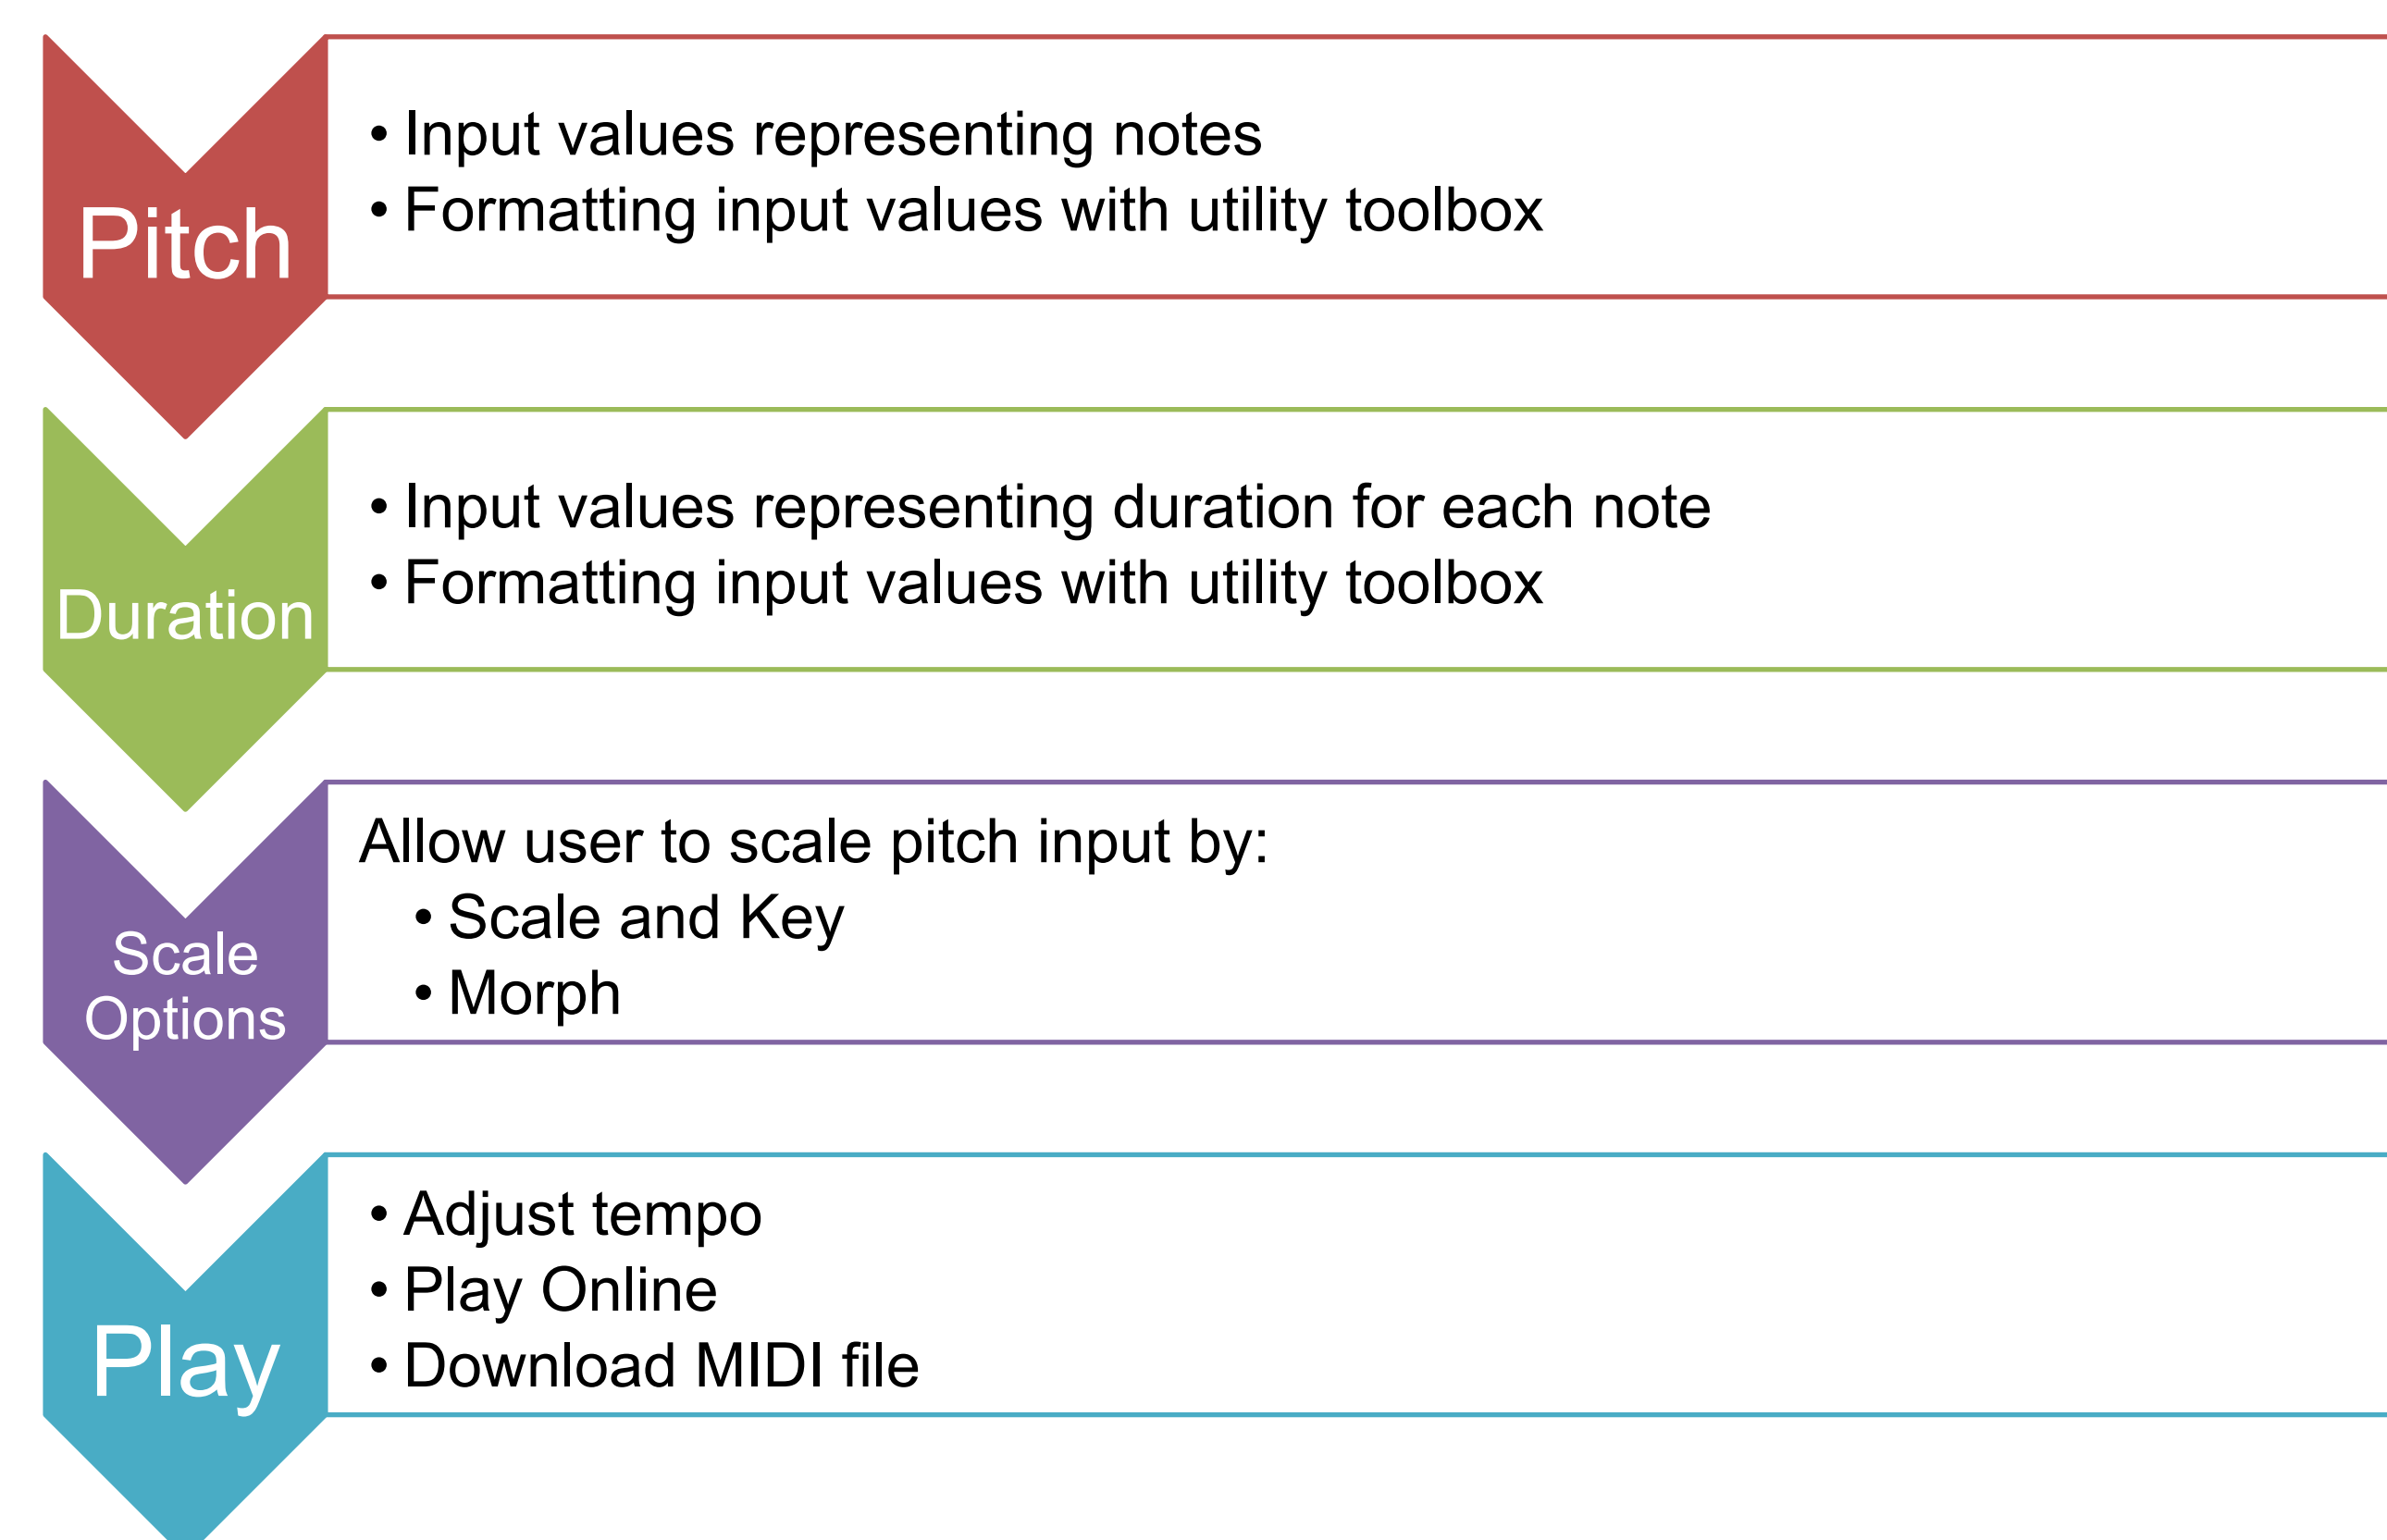 Pitch
• Input values representing notes
• Formatting input values with utility toolbox
Duration
• Input values representing duration for each note
• Formatting input values with utility toolbox
Scale
Options
Allow user to scale pitch input by:
• Scale and Key
• Morph
Play
• Adjust tempo
• Play Online
• Download MIDI file